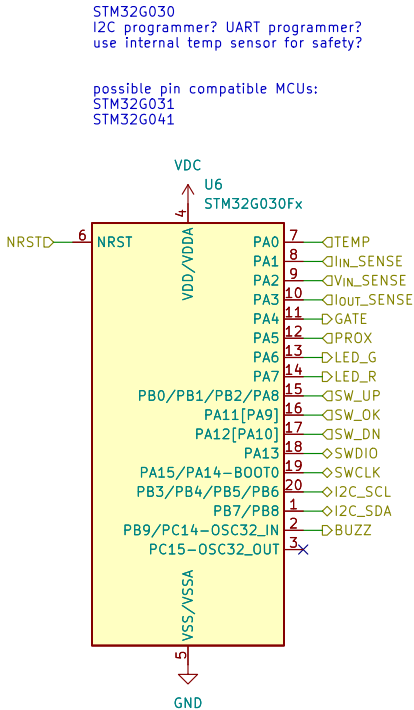 STM32G030
I2C programmer? UART programmer?
use internal temp sensor for safety?
possible pin compatible MCUs:
STM32G031
STM32G041
VDC
U6
STM32G030Fx
4
VDD/VDDA
NRST 6 NRST
PA0 7 TEMP
PA1 8 IIN_SENSE
PA2 9 VIN_SENSE
PA3 10 IOUT_SENSE
PA4 11 GATE
PA5 12 PROX
PA6 13 LED_G
PA7 14 LED_R
PB0/PB1/PB2/PA8 15 SW_UP
PA11[PA9] 16 SW_OK
PA12[PA10] 17 SW_DN
PA13 18 SWDIO
PA15/PA14-BOOT0 19 SWCLK
PB3/PB4/PB5/PB6 20 I2C_SCL
PB7/PB8 1 I2C_SDA
PB9/PC14-OSC32_IN 2 BUZZ
PC15-OSC32_OUT 3
VSS/VSSA
5
GND